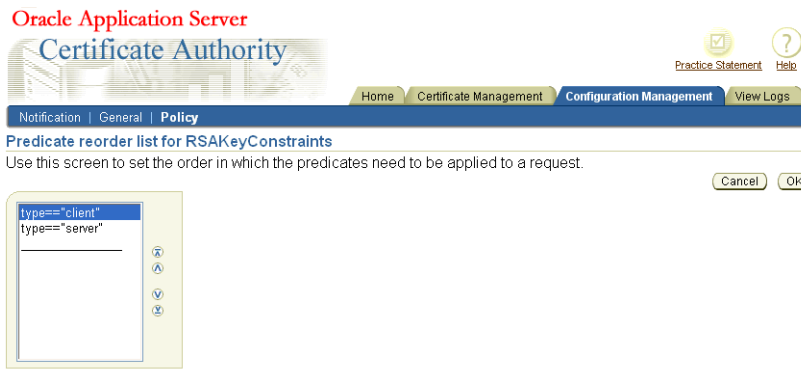 Oracle Application Server
Certificate Authority
Practice Statement Help
Home Certificate Management Configuration Management View Logs
Notification | General | Policy
Predicate reorder list for RSAKeyConstraints
Use this screen to set the order in which the predicates need to be applied to a request.
Cancel OK
type=="client"
type=="server"